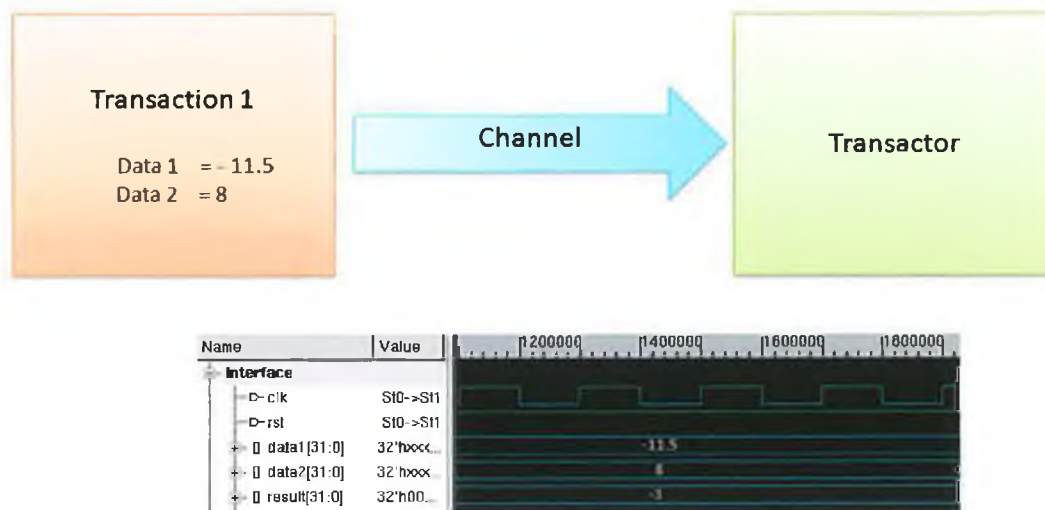 Transaction 1
Data 1 = - 11.5
Data 2 = 8
Channel
Transactor
Name Value 1200000 1400000 1600000 1800000
Interface
clk St0->St1
rst St0->St1
data1[31:0] 32'hxxx... -11.5
data2[31:0] 32'hxxx... 8
result[31:0] 32'h00... -3